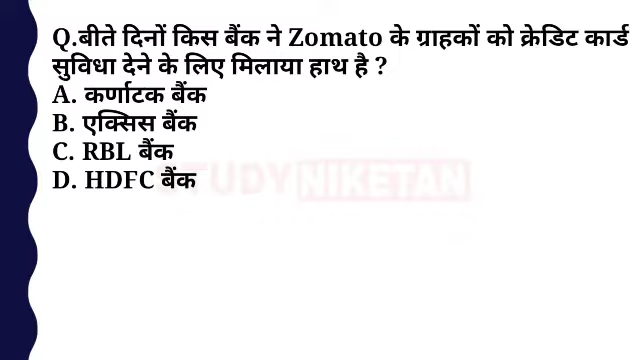 Q.बीते दिनों किस बैंक ने Zomato के ग्राहकों को क्रेडिट कार्ड
सुविधा देने के लिए मिलाया हाथ है ?
A. कर्णाटक बैंक
B. एक्सिस बैंक
C. RBL बैंक
STUDY NIKETAN
D. HDFC बैंक